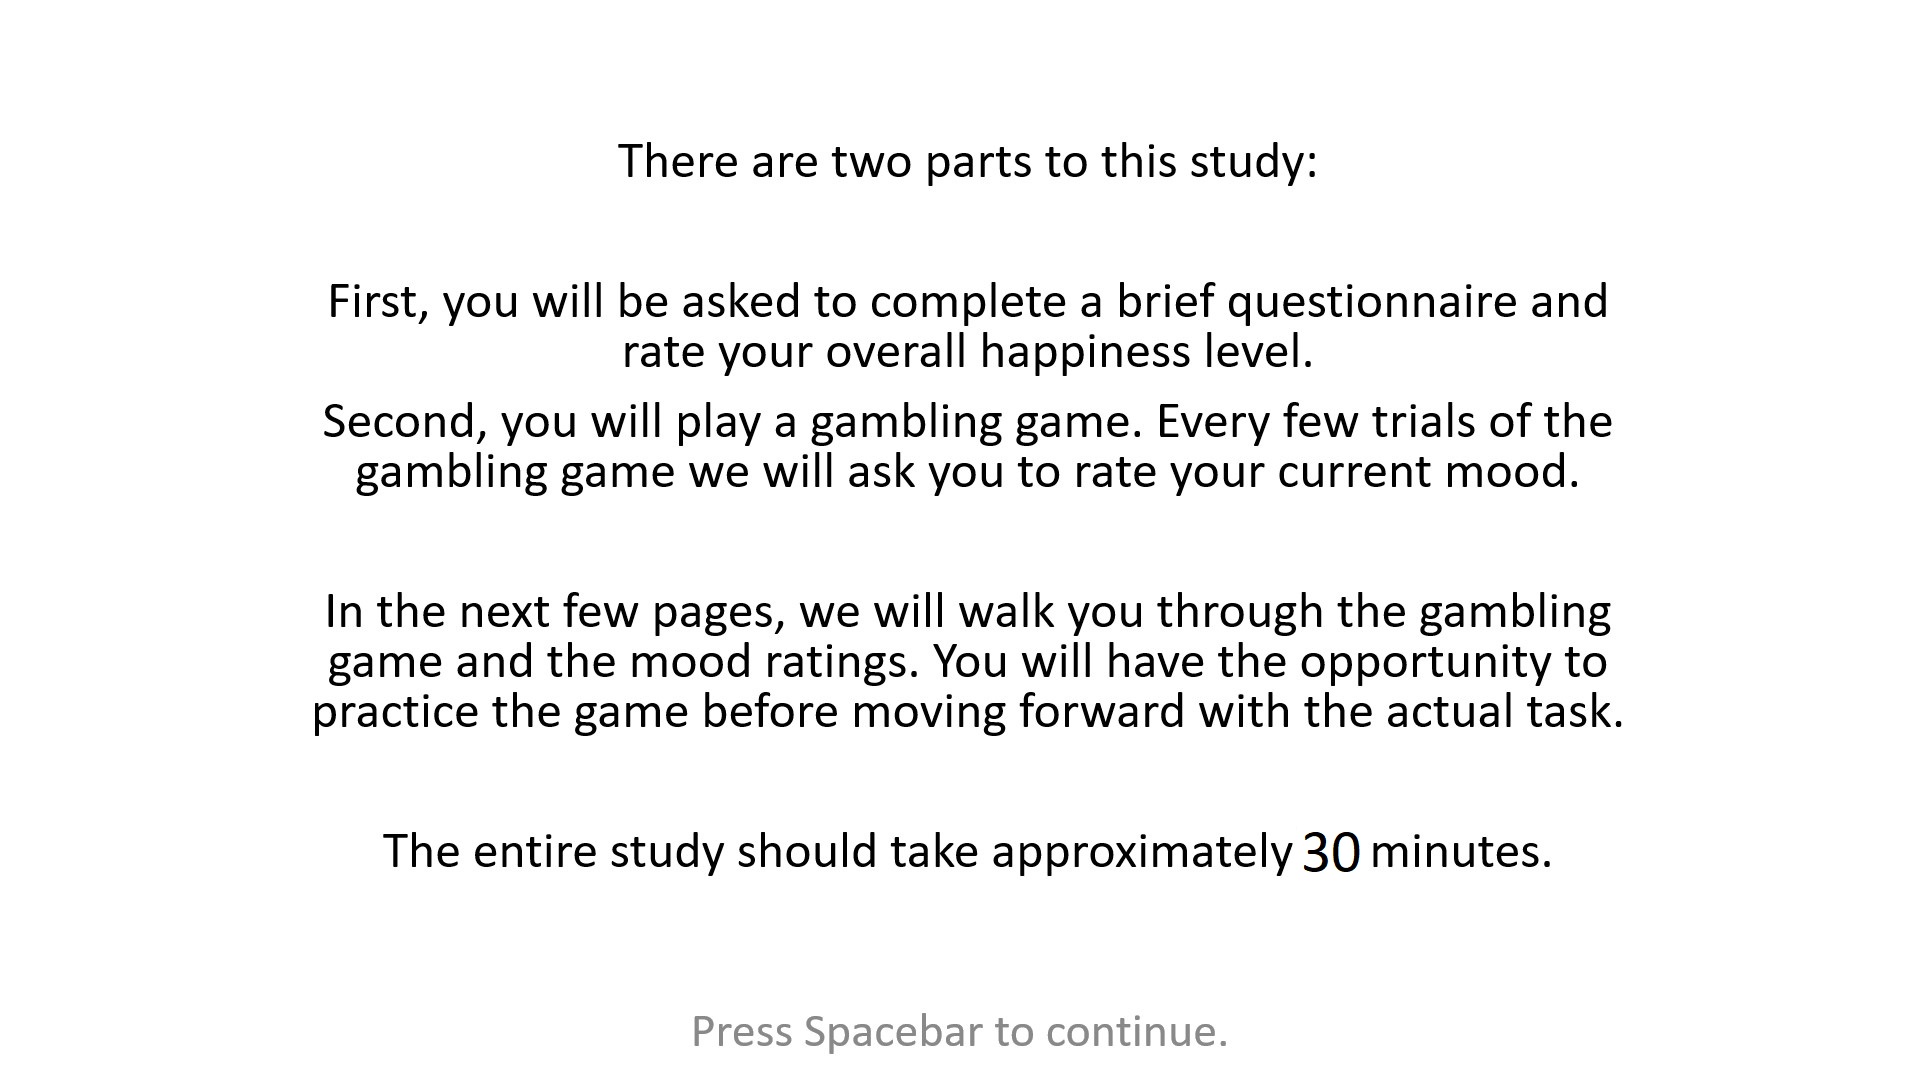 There are two parts to this study:
First, you will be asked to complete a brief questionnaire and
rate your overall happiness level.
Second, you will play a gambling game. Every few trials of the
gambling game we will ask you to rate your current mood.
In the next few pages, we will walk you through the gambling
game and the mood ratings. You will have the opportunity to
practice the game before moving forward with the actual task.
The entire study should take approximately 30 minutes.
Press Spacebar to continue.